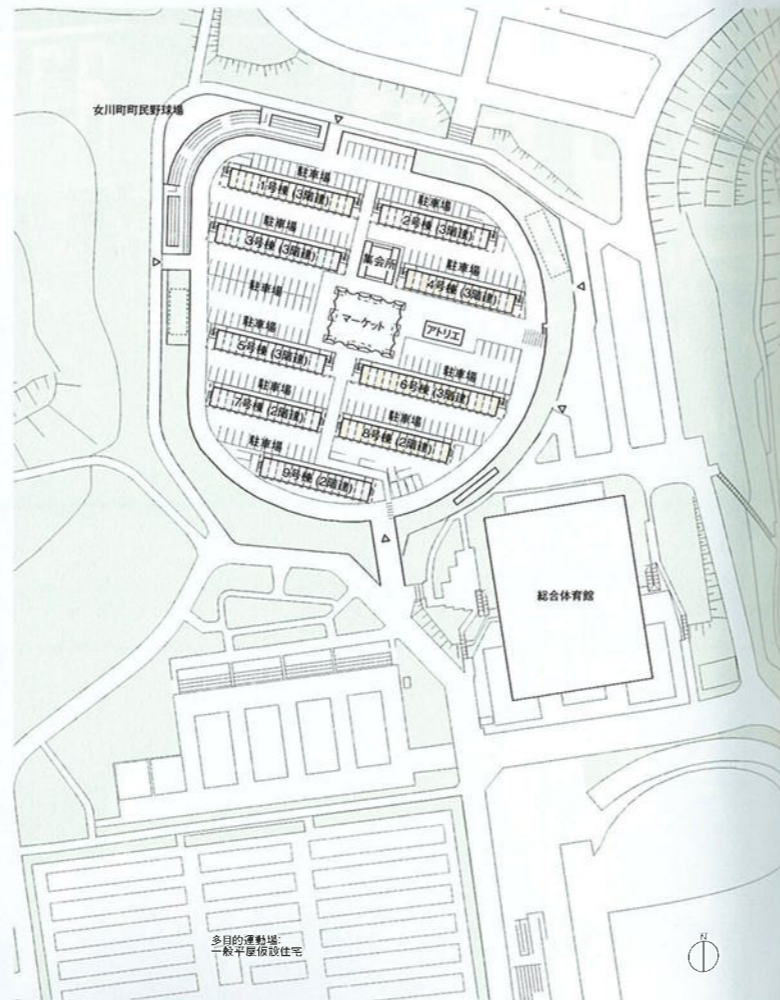 女川町町民野球場
駐車場
1号棟 (3階建)
駐車場
2号棟 (3階建)
駐車場
3号棟 (3階建)
集会所
駐車場
4号棟 (3階建)
駐車場
マーケット
アトリエ
駐車場
5号棟 (3階建)
駐車場
6号棟 (3階建)
駐車場
7号棟 (2階建)
駐車場
8号棟 (2階建)
駐車場
9号棟 (2階建)
総合体育館
多目的運動場:
一般平屋仮設住宅
N